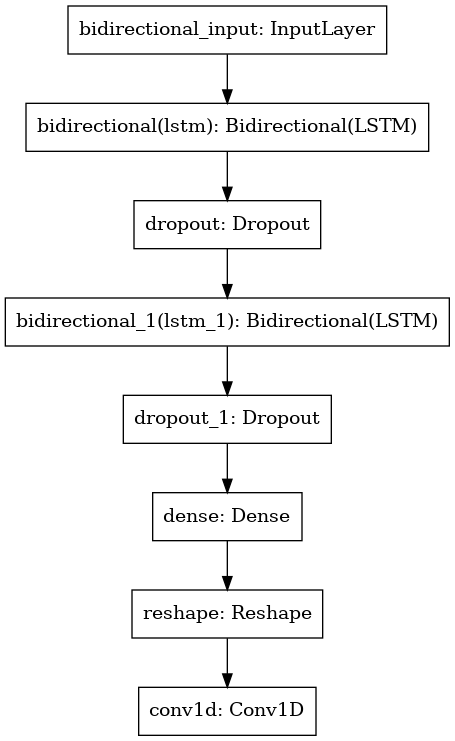 bidirectional_input: InputLayer
bidirectional(lstm): Bidirectional(LSTM)
dropout: Dropout
bidirectional_1(lstm_1): Bidirectional(LSTM)
dropout_1: Dropout
dense: Dense
reshape: Reshape
conv1d: Conv1D